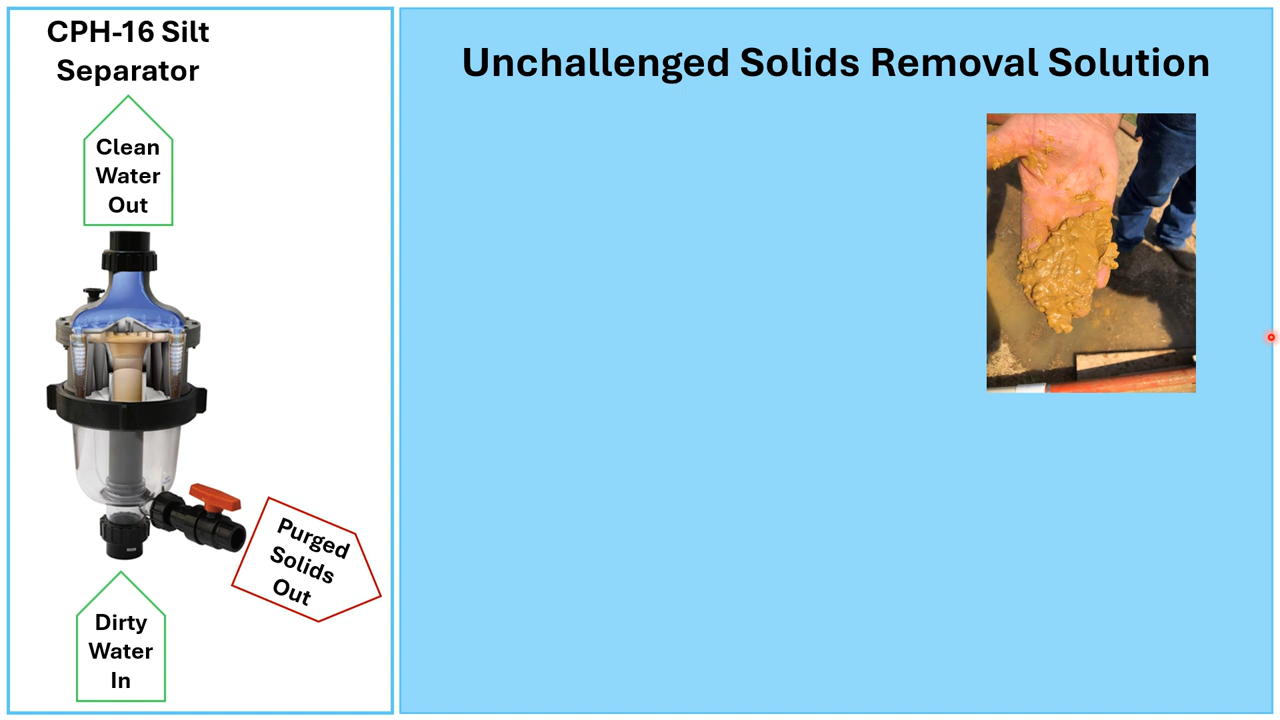 CPH-16 Silt
Separator
Clean
Water
Out
Purged
Solids
Out
Dirty
Water
In
Unchallenged Solids Removal Solution